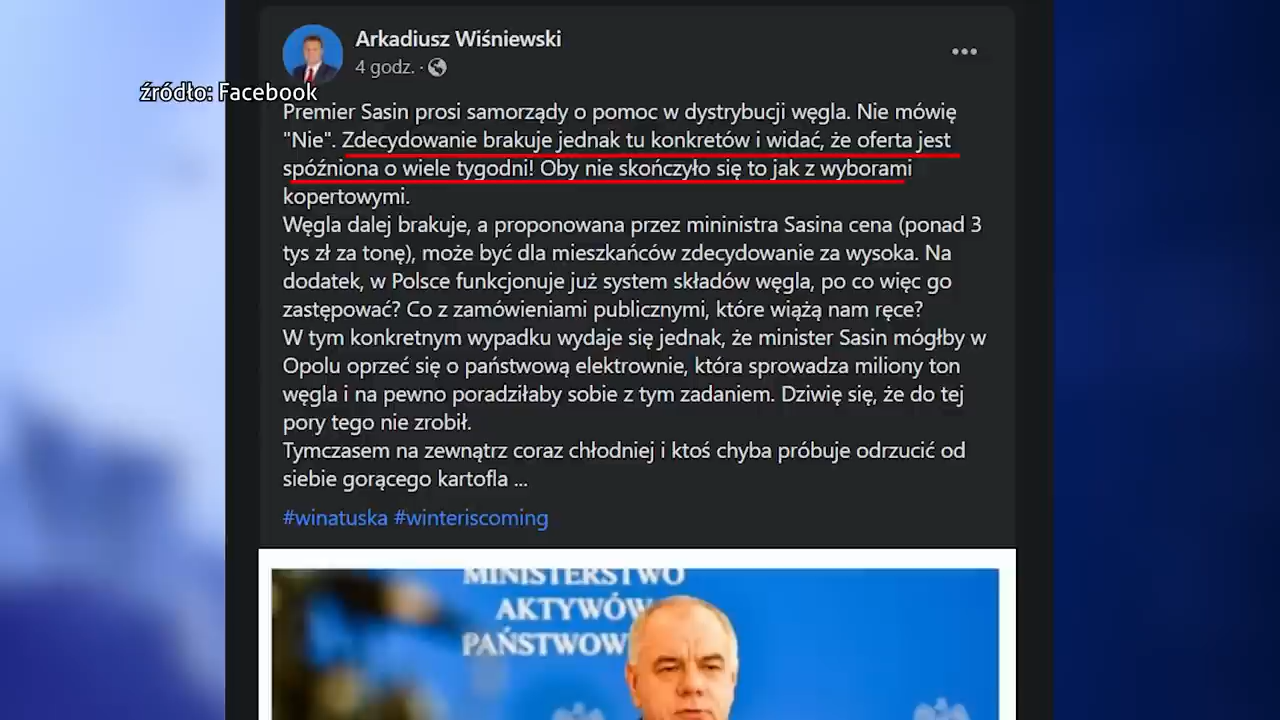 Arkadiusz Wiśniewski
4 godz. ·
źródło: Facebook
Premier Sasin prosi samorządy o pomoc w dystrybucji węgla. Nie mówię
"Nie". Zdecydowanie brakuje jednak tu konkretów i widać, że oferta jest
spóźniona o wiele tygodni! Oby nie skończyło się to jak z wyborami
kopertowymi.
Węgla dalej brakuje, a proponowana przez mininistra Sasina cena (ponad 3
tys zł za tonę), może być dla mieszkańców zdecydowanie za wysoka. Na
dodatek, w Polsce funkcjonuje już system składów węgla, po co więc go
zastępować? Co z zamówieniami publicznymi, które wiążą nam ręce?
W tym konkretnym wypadku wydaje się jednak, że minister Sasin mógłby w
Opolu oprzeć się o państwową elektrownie, która sprowadza miliony ton
węgla i na pewno poradziłaby sobie z tym zadaniem. Dziwię się, że do tej
pory tego nie zrobił.
Tymczasem na zewnątrz coraz chłodniej i ktoś chyba próbuje odrzucić od
siebie gorącego kartofla ...
#winatuska #winteriscoming
MINISTERSTWO
AKTYWÓW
PAŃSTWOW